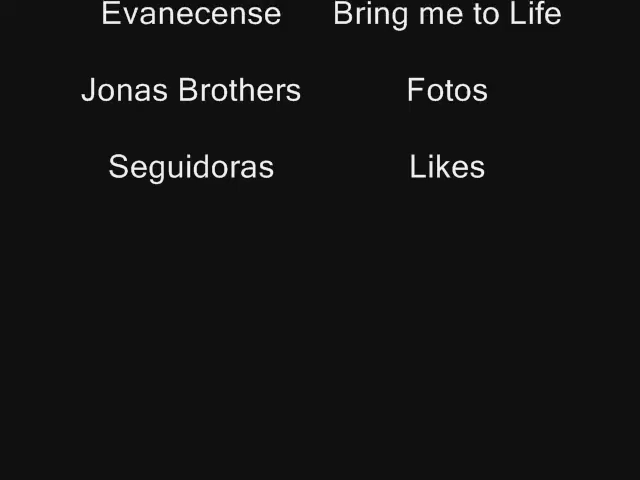 Evanecense Bring me to Life
Jonas Brothers Fotos
Seguidoras Likes